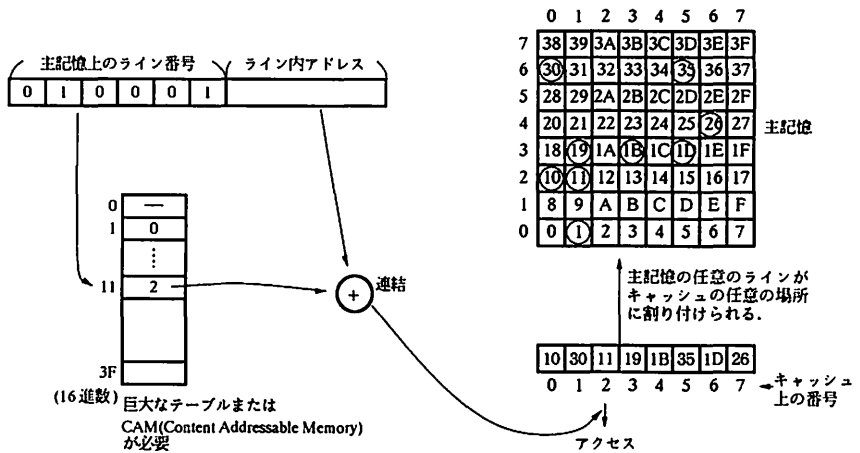 主記憶上のライン番号 ライン内アドレス
0 1 0 0 0 1
0 —
1 0
⋮
11 2
3F
(16進数)
巨大なテーブルまたは
CAM(Content Addressable Memory)
が必要
+ 連結
0 1 2 3 4 5 6 7
7 38 39 3A 3B 3C 3D 3E 3F
6 30 31 32 33 34 35 36 37
5 28 29 2A 2B 2C 2D 2E 2F
4 20 21 22 23 24 25 26 27
3 18 19 1A 1B 1C 1D 1E 1F
2 10 11 12 13 14 15 16 17
1 8 9 A B C D E F
0 0 1 2 3 4 5 6 7
主記憶
主記憶の任意のラインが
キャッシュの任意の場所
に割り付けられる.
10 30 11 19 1B 35 1D 26
0 1 2 3 4 5 6 7
キャッシュ
上の番号
アクセス